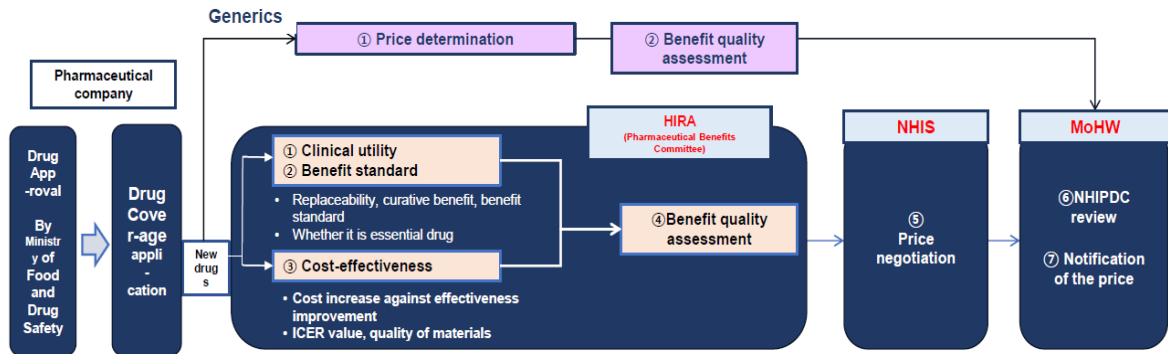 Generics
① Price determination
② Benefit quality
assessment
Pharmaceutical
company
Drug
App
-roval
By
Ministr
y of
Food
and
Drug
Safety
Drug
Cove
r-age
appli
-
cation
New
drug
s
HIRA
(Pharmaceutical Benefits
Committee)
① Clinical utility
② Benefit standard
• Replaceability, curative benefit, benefit
standard
• Whether it is essential drug
③ Cost-effectiveness
• Cost increase against effectiveness
improvement
• ICER value, quality of materials
④Benefit quality
assessment
NHIS
⑤
Price
negotiation
MoHW
⑥NHIPDC
review
⑦ Notification
of the price